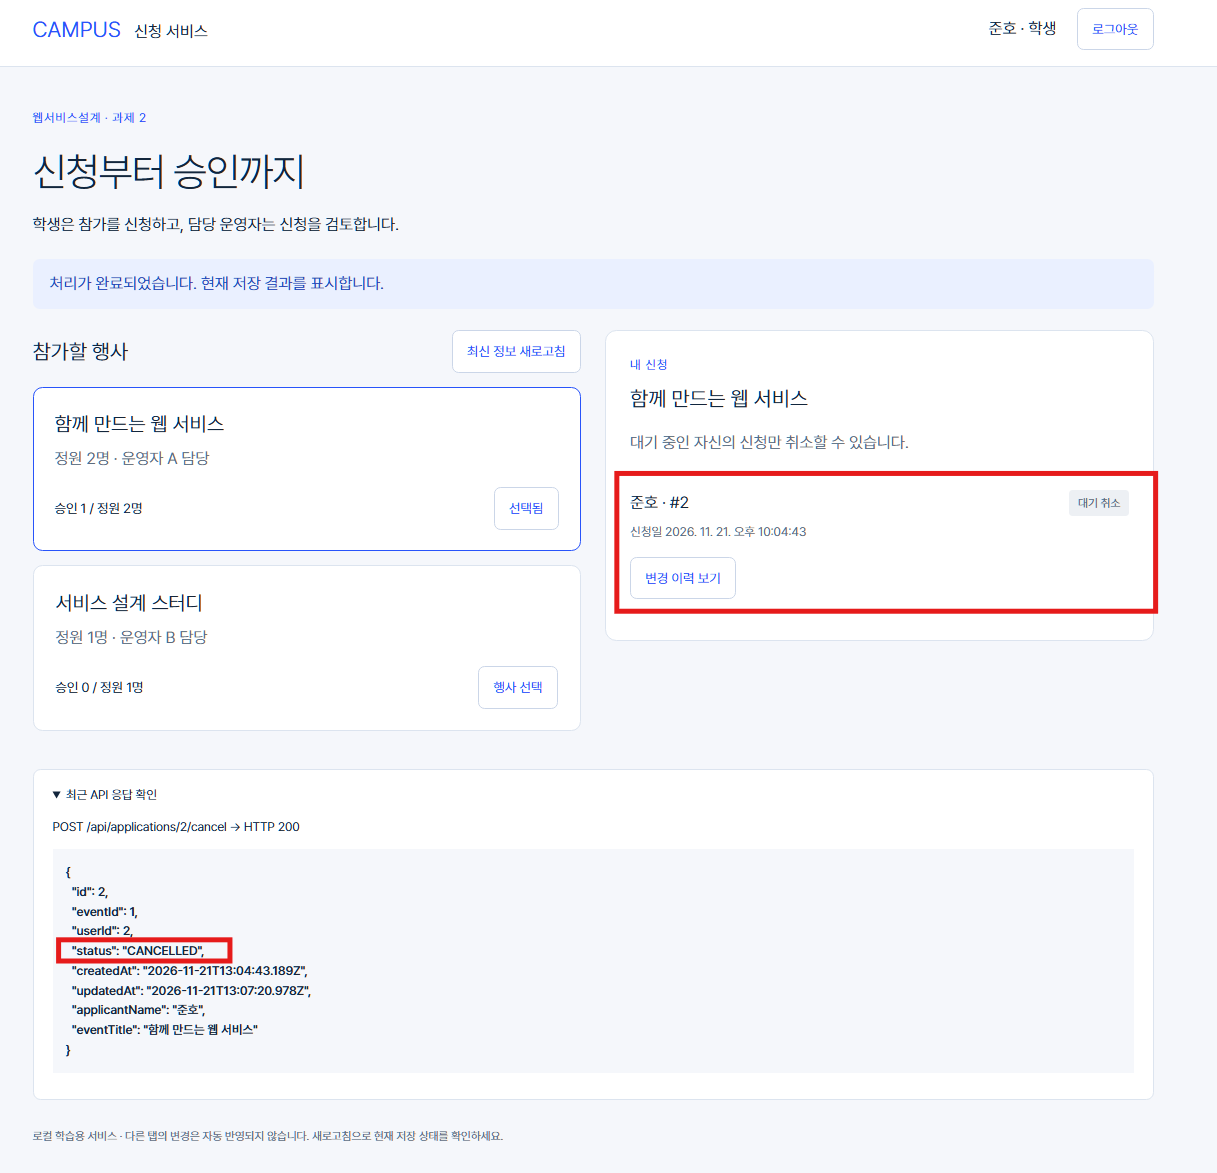 CAMPUS 신청 서비스
준호 · 학생
로그아웃
웹서비스설계 · 과제 2
신청부터 승인까지
학생은 참가를 신청하고, 담당 운영자는 신청을 검토합니다.
처리가 완료되었습니다. 현재 저장 결과를 표시합니다.
참가할 행사
최신 정보 새로고침
함께 만드는 웹 서비스
정원 2명 · 운영자 A 담당
승인 1 / 정원 2명
선택됨
서비스 설계 스터디
정원 1명 · 운영자 B 담당
승인 0 / 정원 1명
행사 선택
내 신청
함께 만드는 웹 서비스
대기 중인 자신의 신청만 취소할 수 있습니다.
준호 · #2
대기 취소
신청일 2026. 11. 21. 오후 10:04:43
변경 이력 보기
▼ 최근 API 응답 확인
POST /api/applications/2/cancel → HTTP 200
{
"id": 2,
"eventId": 1,
"userId": 2,
"status": "CANCELLED",
"createdAt": "2026-11-21T13:04:43.189Z",
"updatedAt": "2026-11-21T13:07:20.978Z",
"applicantName": "준호",
"eventTitle": "함께 만드는 웹 서비스"
}
로컬 학습용 서비스 · 다른 탭의 변경은 자동 반영되지 않습니다. 새로고침으로 현재 저장 상태를 확인하세요.